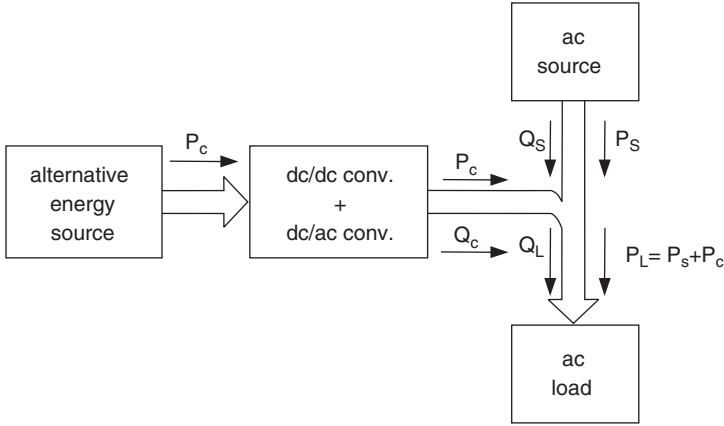 ac
source
Q_S
P_S
P_c
P_c
alternative
energy
source
dc/dc conv.
+
dc/ac conv.
Q_c
Q_L
P_L= P_s+P_c
ac
load